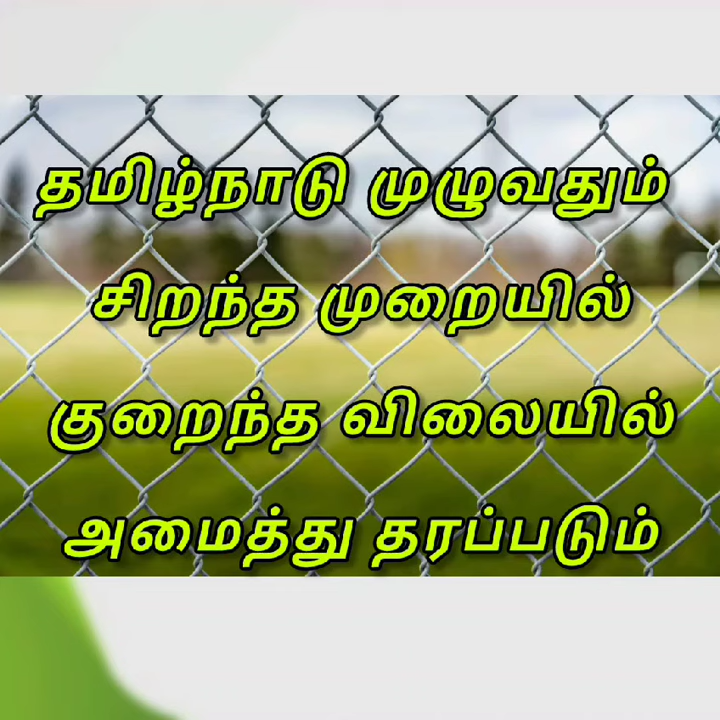 தமிழ்நாடு முழுவதும்
சிறந்த முறையில்
குறைந்த விலையில்
அமைத்து தரப்படும்